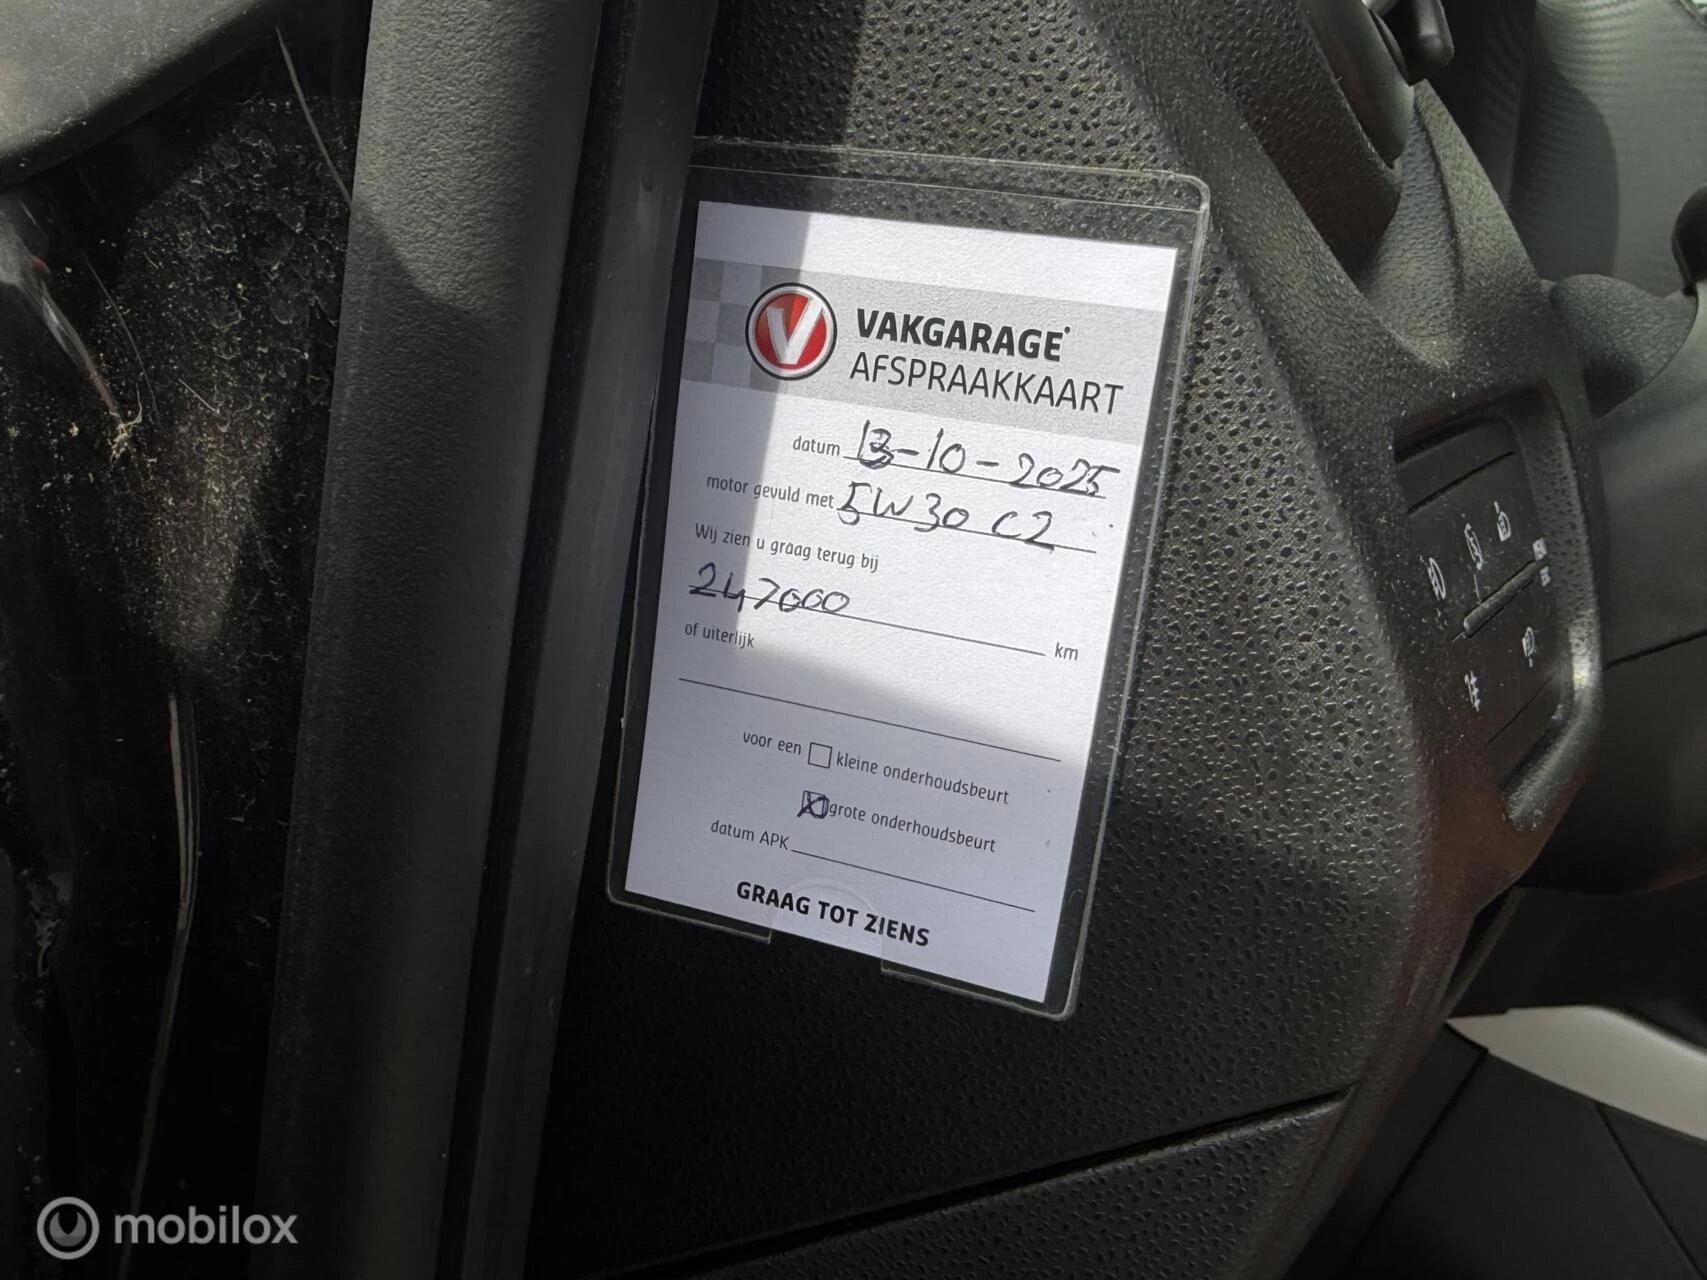 V VAKGARAGE
AFSPRAAKKAART
datum 13-10-2025
motor gevuld met 5W30 C2
Wij zien u graag terug bij
247000 km
of uiterlijk
voor een kleine onderhoudsbeurt
grote onderhoudsbeurt
datum APK
GRAAG TOT ZIENS
mobilox